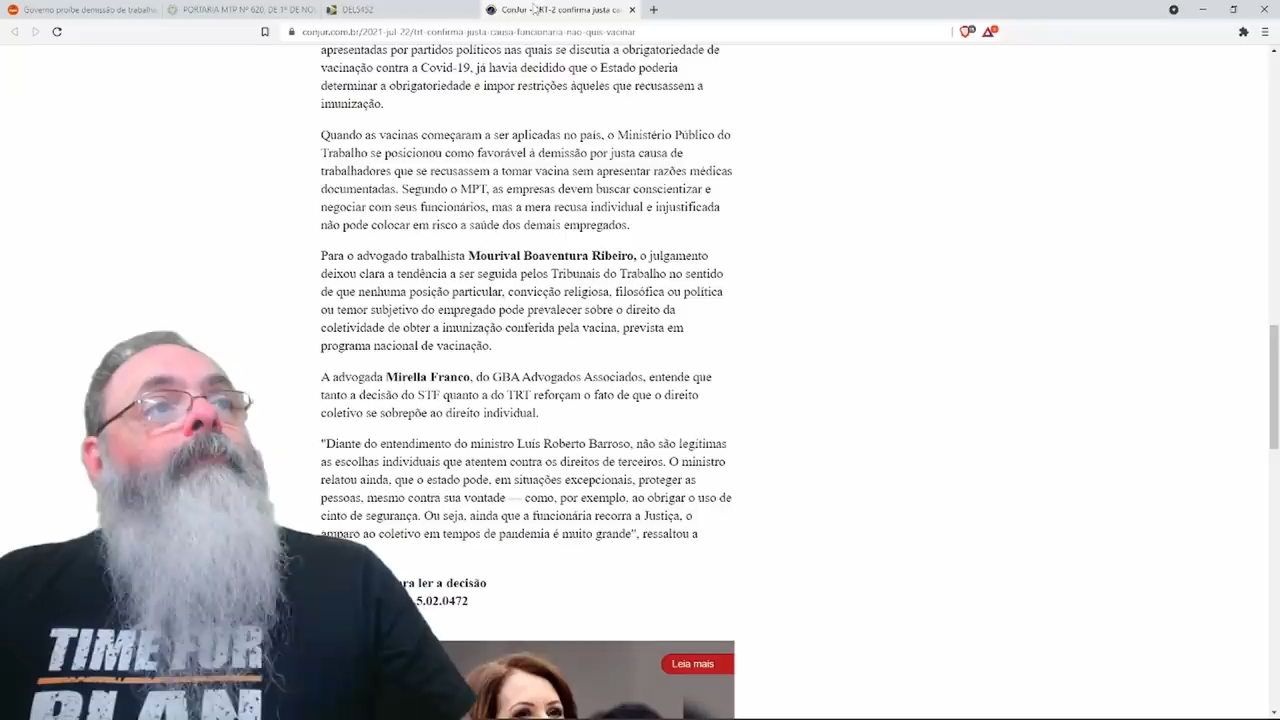 Governo proíbe demissão de trabalha
PORTARIA MTP Nº 620, DE 1º DE NOV
DEL5452
ConJur - TRT-2 confirma justa ca
conjur.com.br/2021-jul-22/trt-confirma-justa-causa-funcionaria-nao-quis-vacinar
apresentadas por partidos políticos nas quais se discutia a obrigatoriedade de
vacinação contra a Covid-19, já havia decidido que o Estado poderia
determinar a obrigatoriedade e impor restrições àqueles que recusassem a
imunização.
Quando as vacinas começaram a ser aplicadas no país, o Ministério Público do
Trabalho se posicionou como favorável à demissão por justa causa de
trabalhadores que se recusassem a tomar vacina sem apresentar razões médicas
documentadas. Segundo o MPT, as empresas devem buscar conscientizar e
negociar com seus funcionários, mas a mera recusa individual e injustificada
não pode colocar em risco a saúde dos demais empregados.
Para o advogado trabalhista Mourival Boaventura Ribeiro, o julgamento
deixou clara a tendência a ser seguida pelos Tribunais do Trabalho no sentido
de que nenhuma posição particular, convicção religiosa, filosófica ou política
ou temor subjetivo do empregado pode prevalecer sobre o direito da
coletividade de obter a imunização conferida pela vacina, prevista em
programa nacional de vacinação.
A advogada Mirella Franco, do GBA Advogados Associados, entende que
tanto a decisão do STF quanto a do TRT reforçam o fato de que o direito
coletivo se sobrepõe ao direito individual.
"Diante do entendimento do ministro Luís Roberto Barroso, não são legítimas
as escolhas individuais que atentem contra os direitos de terceiros. O ministro
relatou ainda, que o estado pode, em situações excepcionais, proteger as
pessoas, mesmo contra sua vontade — como, por exemplo, ao obrigar o uso de
cinto de segurança. Ou seja, ainda que a funcionária recorra a Justiça, o
amparo ao coletivo em tempos de pandemia é muito grande", ressaltou a
ara ler a decisão
5.02.0472
Leia mais
TIME FOR
PLAN